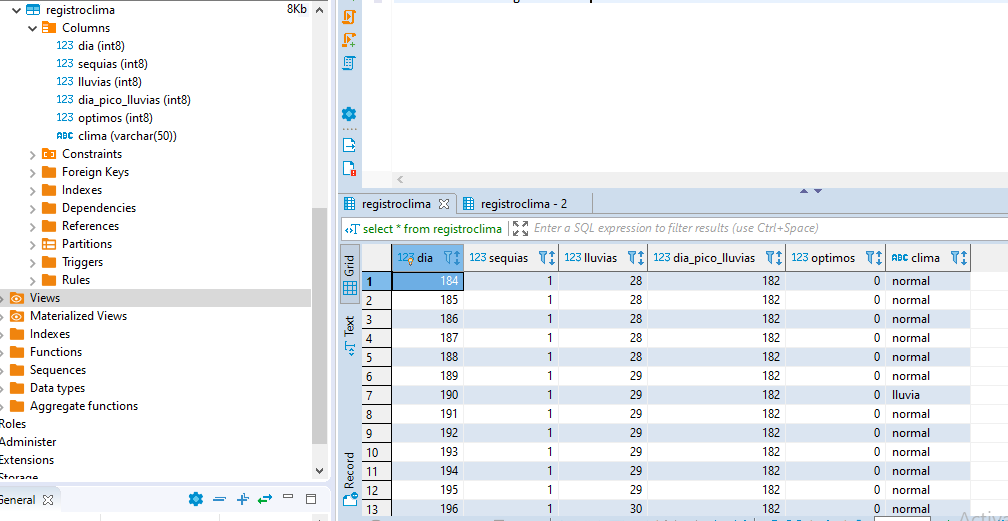 registroclima 8Kb
Columns
123 dia (int8)
123 sequias (int8)
123 lluvias (int8)
123 dia_pico_lluvias (int8)
123 optimos (int8)
ABC clima (varchar(50))
Constraints
Foreign Keys
Indexes
Dependencies
References
Partitions
Triggers
Rules
Views
Materialized Views
Indexes
Functions
Sequences
Data types
Aggregate functions
Roles
Administer
Extensions
Storage
General
registroclima registroclima - 2
select * from registroclima Enter a SQL expression to filter results (use Ctrl+Space)
Grid
Text
Record
123 dia 123 sequias 123 lluvias 123 dia_pico_lluvias 123 optimos ABC clima
1 184 1 28 182 0 normal
2 185 1 28 182 0 normal
3 186 1 28 182 0 normal
4 187 1 28 182 0 normal
5 188 1 28 182 0 normal
6 189 1 29 182 0 normal
7 190 1 29 182 0 lluvia
8 191 1 29 182 0 normal
9 192 1 29 182 0 normal
10 193 1 29 182 0 normal
11 194 1 29 182 0 normal
12 195 1 29 182 0 normal
13 196 1 30 182 0 normal